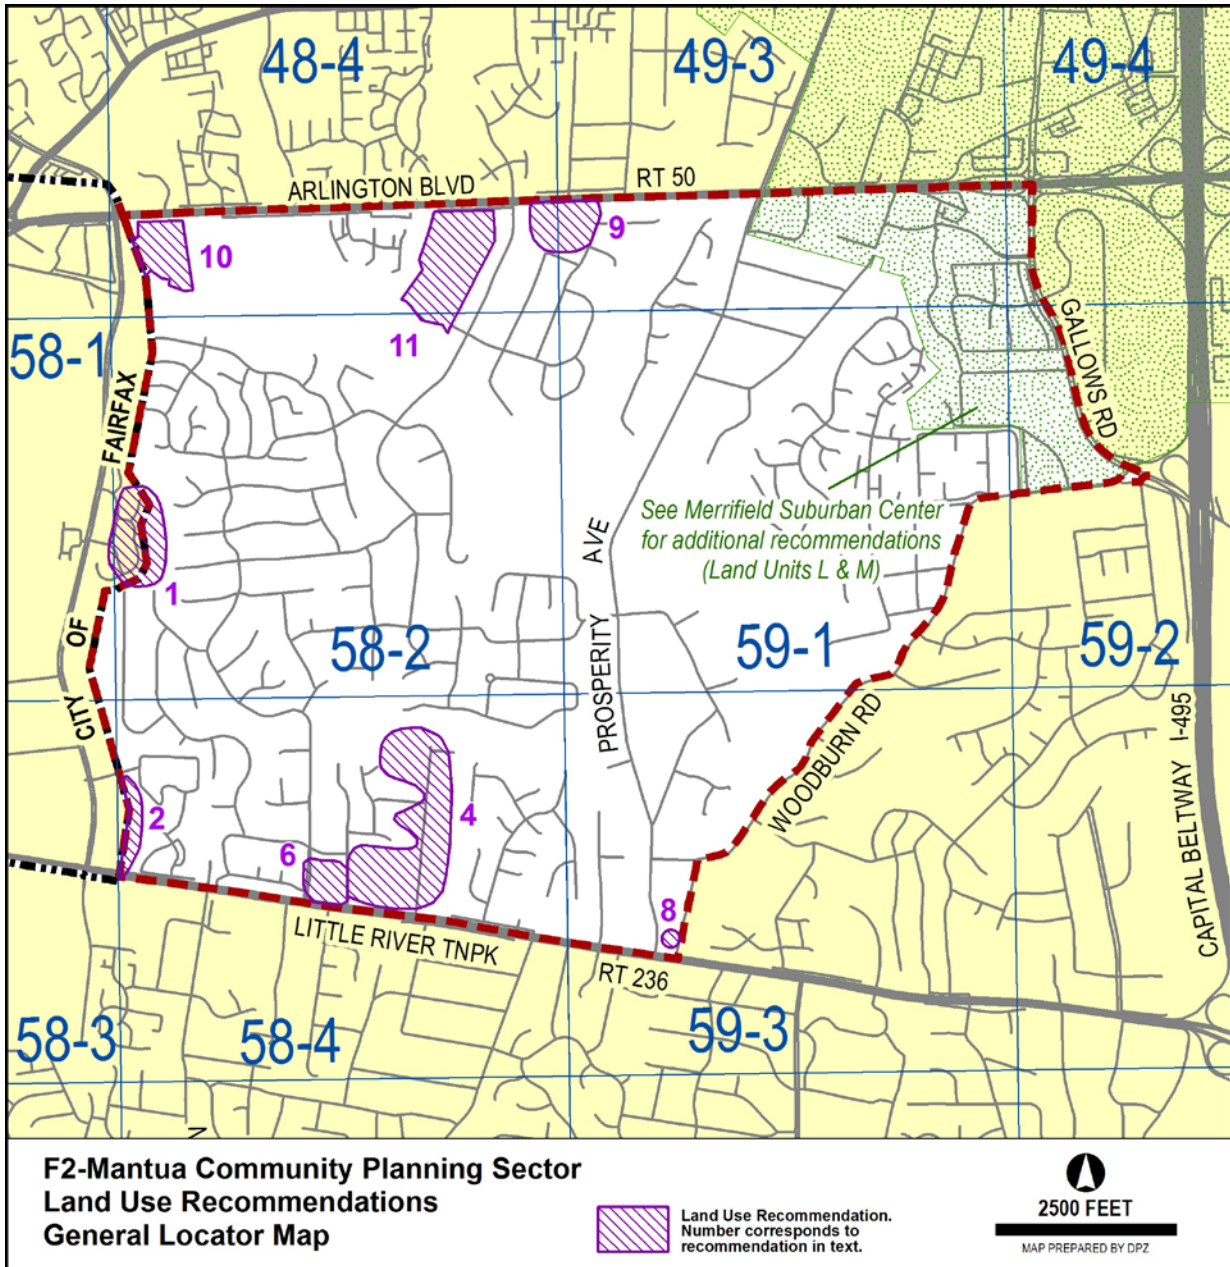 48-4
49-3
49-4
ARLINGTON BLVD
RT 50
10
9
11
58-1
GALLOWS RD
CITY OF FAIRFAX
See Merrifield Suburban Center
for additional recommendations
(Land Units L & M)
1
PROSPERITY AVE
58-2
59-1
59-2
WOODBURN RD
CAPITAL BELTWAY I-495
2
4
6
8
LITTLE RIVER TNPK
RT 236
58-3
58-4
59-3
N
F2-Mantua Community Planning Sector
Land Use Recommendations
General Locator Map
Land Use Recommendation.
Number corresponds to
recommendation in text.
2500 FEET
MAP PREPARED BY DPZ